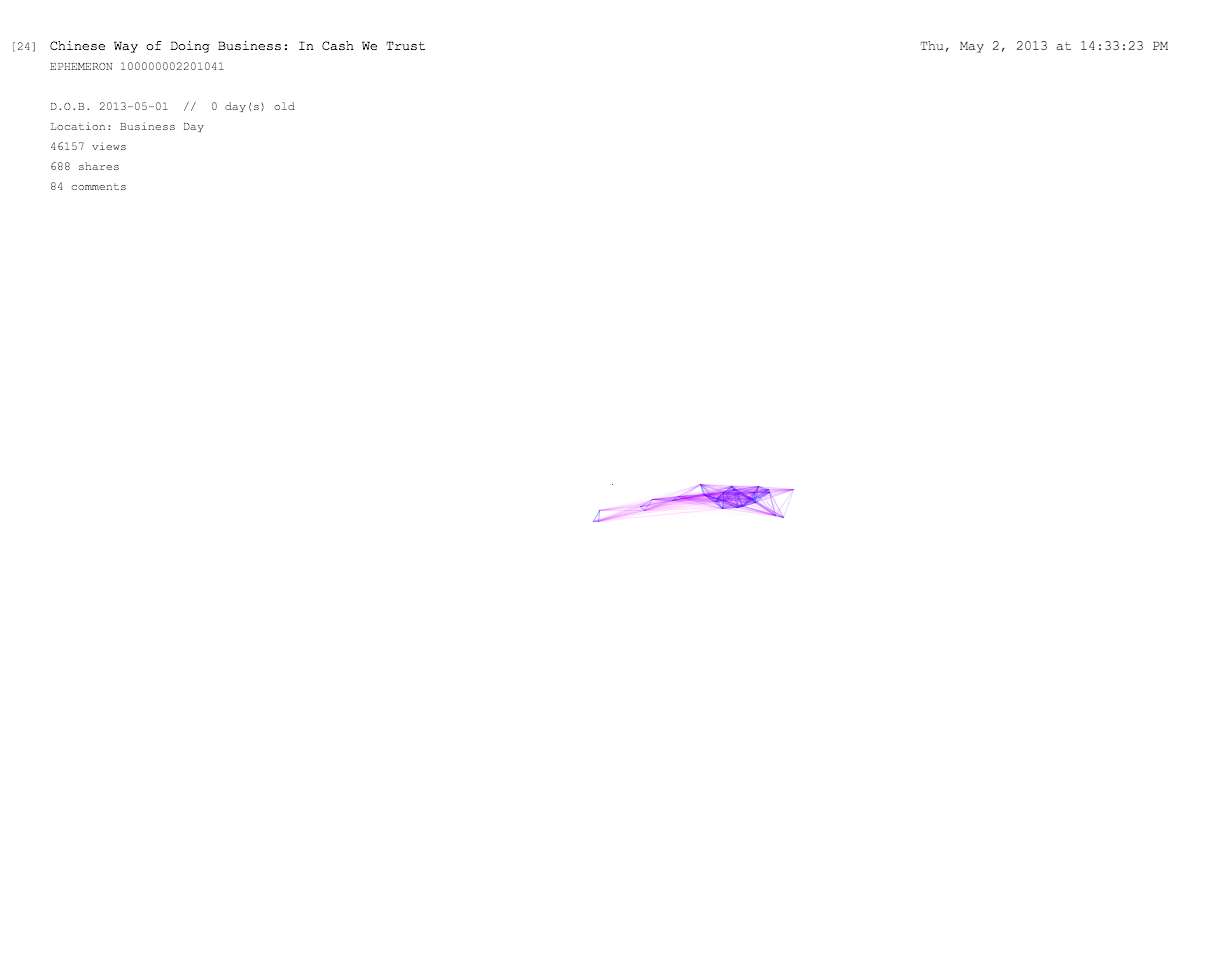 [24] Chinese Way of Doing Business: In Cash We Trust Thu, May 2, 2013 at 14:33:23 PM
EPHEMERON 100000002201041
D.O.B. 2013-05-01 // 0 day(s) old
Location: Business Day
46157 views
688 shares
84 comments